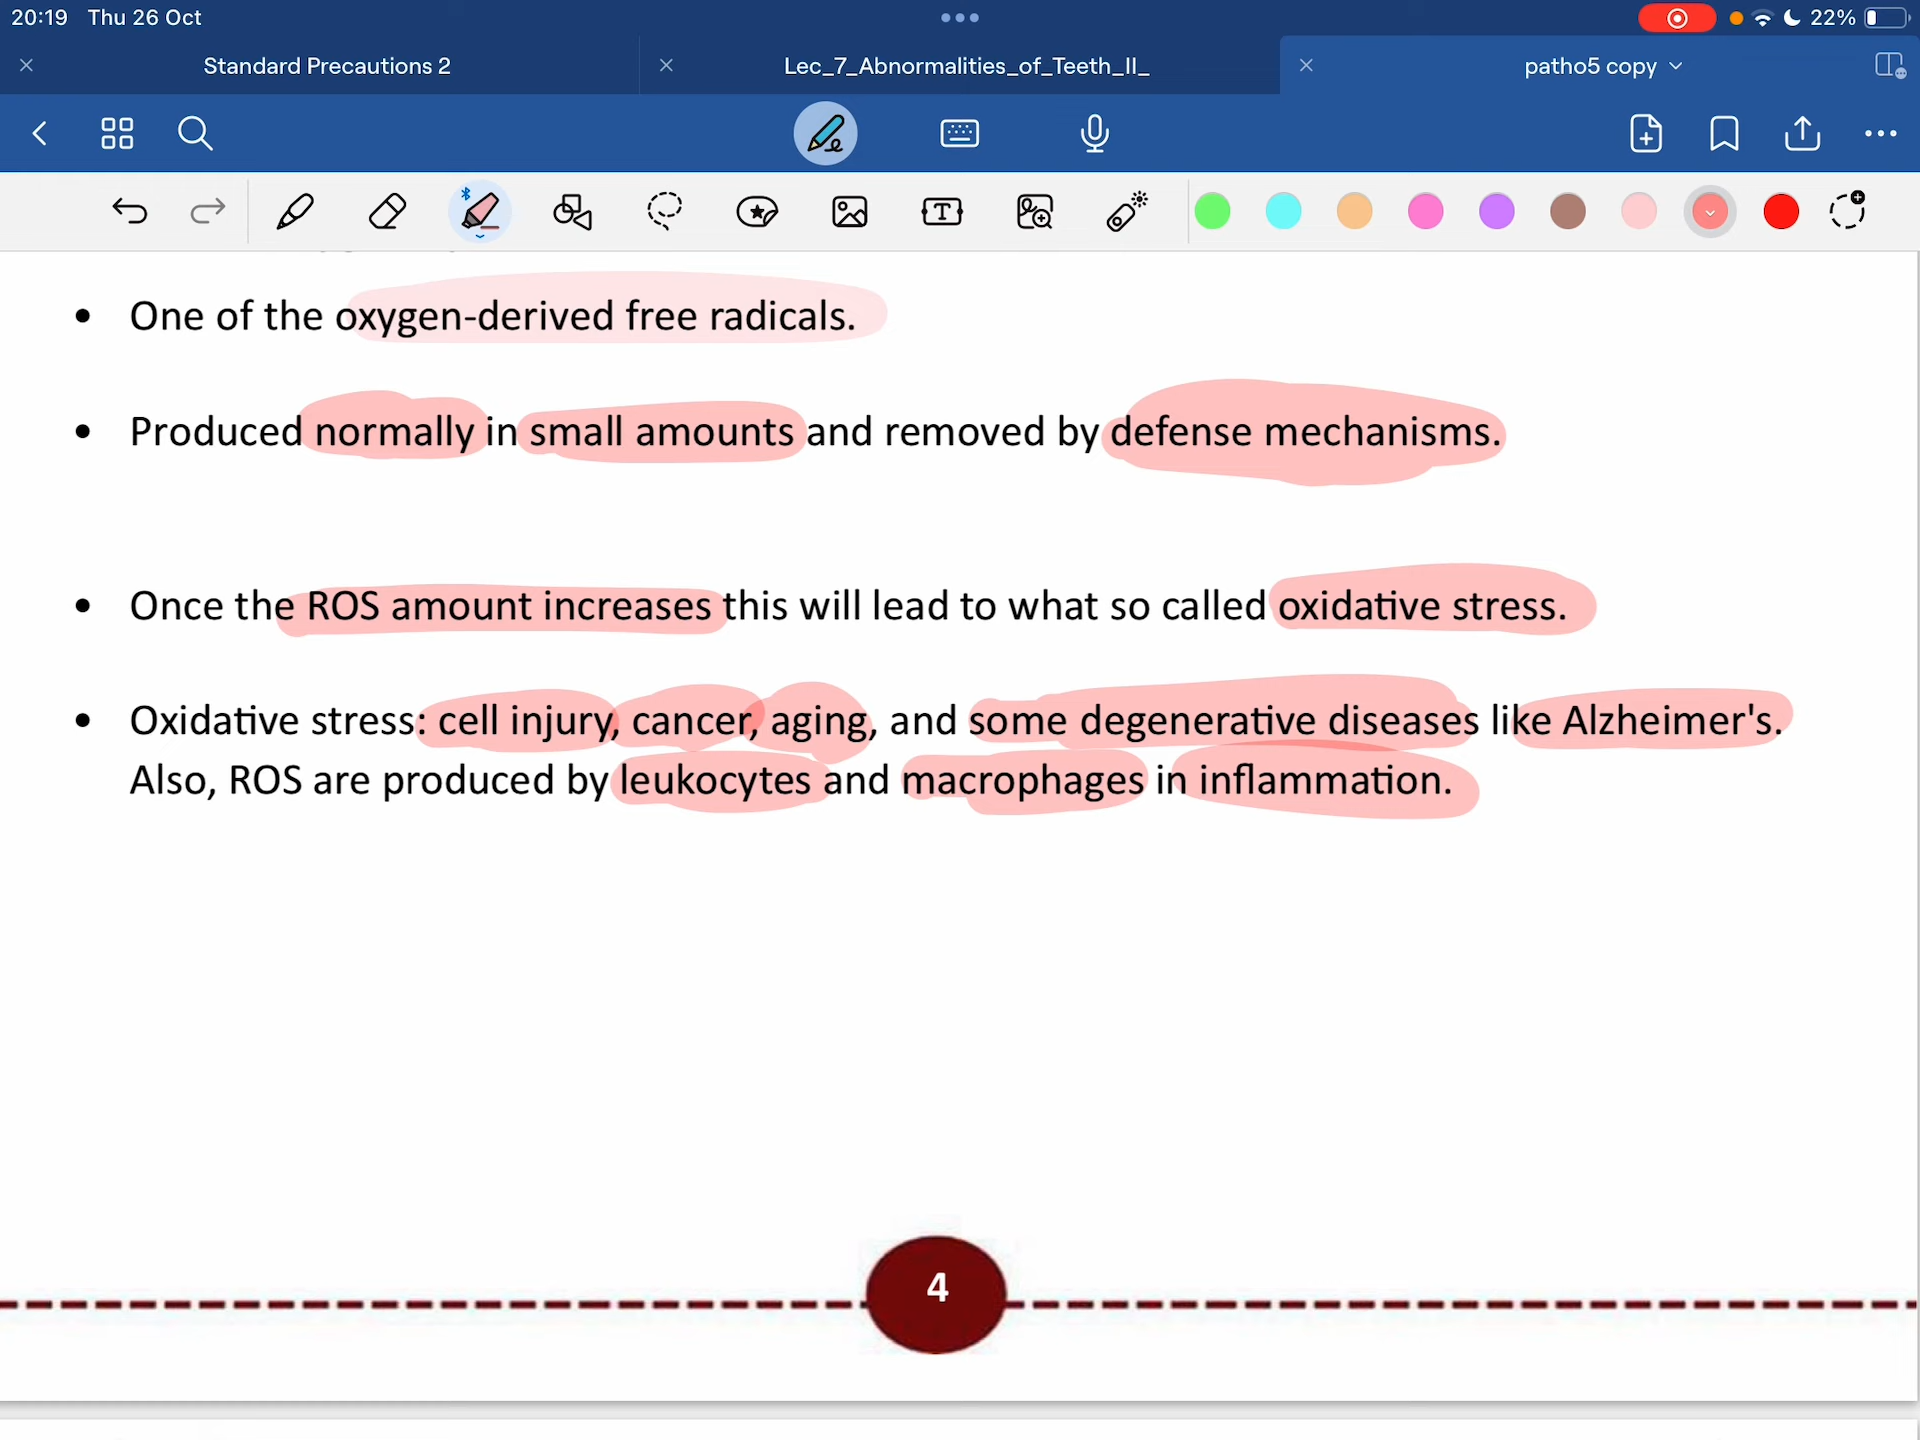 20:19 Thu 26 Oct
22%
Standard Precautions 2
Lec_7_Abnormalities_of_Teeth_II_
patho5 copy
• One of the oxygen-derived free radicals.
• Produced normally in small amounts and removed by defense mechanisms.
• Once the ROS amount increases this will lead to what so called oxidative stress.
• Oxidative stress: cell injury, cancer, aging, and some degenerative diseases like Alzheimer's.
Also, ROS are produced by leukocytes and macrophages in inflammation.
4